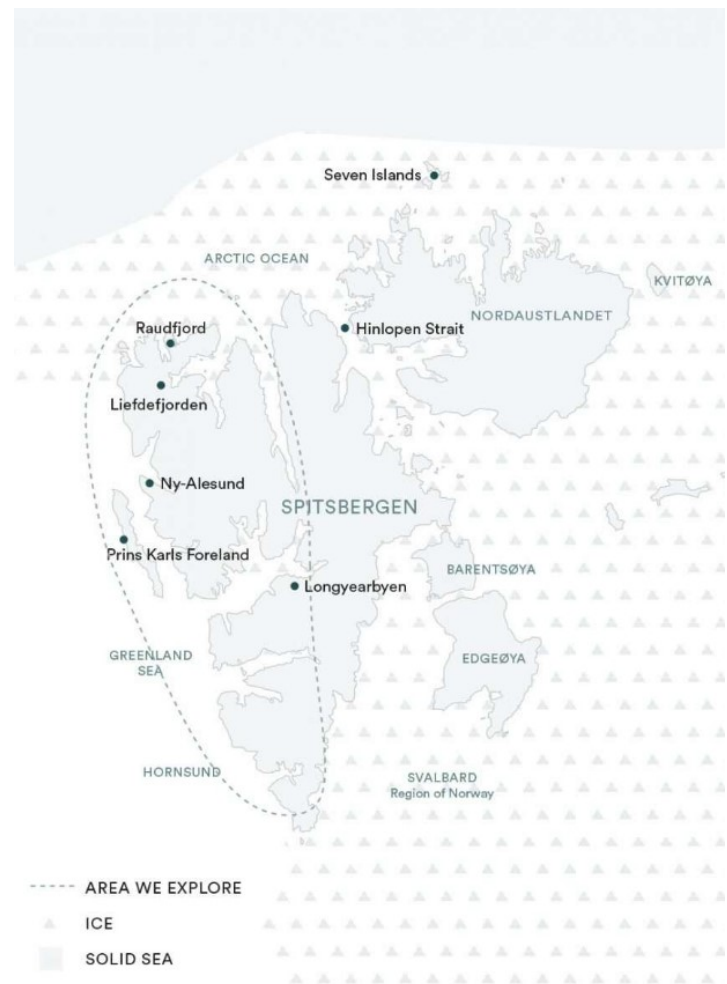 Seven Islands
ARCTIC OCEAN
KVITØYA
NORDAUSTLANDET
Raudfjord
Hinlopen Strait
Liefdefjorden
Ny-Alesund
SPITSBERGEN
Prins Karls Foreland
BARENTSØYA
Longyearbyen
GREENLAND
SEA
EDGEØYA
HORNSUND
SVALBARD
Region of Norway
AREA WE EXPLORE
ICE
SOLID SEA